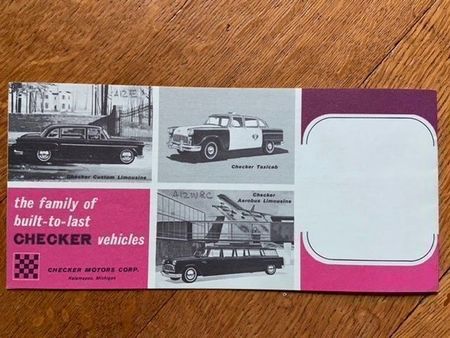 Checker Custom Limousine
Checker Taxicab
the family of
built-to-last
CHECKER vehicles
CHECKER MOTORS CORP.
Kalamazoo, Michigan
A12WRC
Checker
Aerobus Limousine